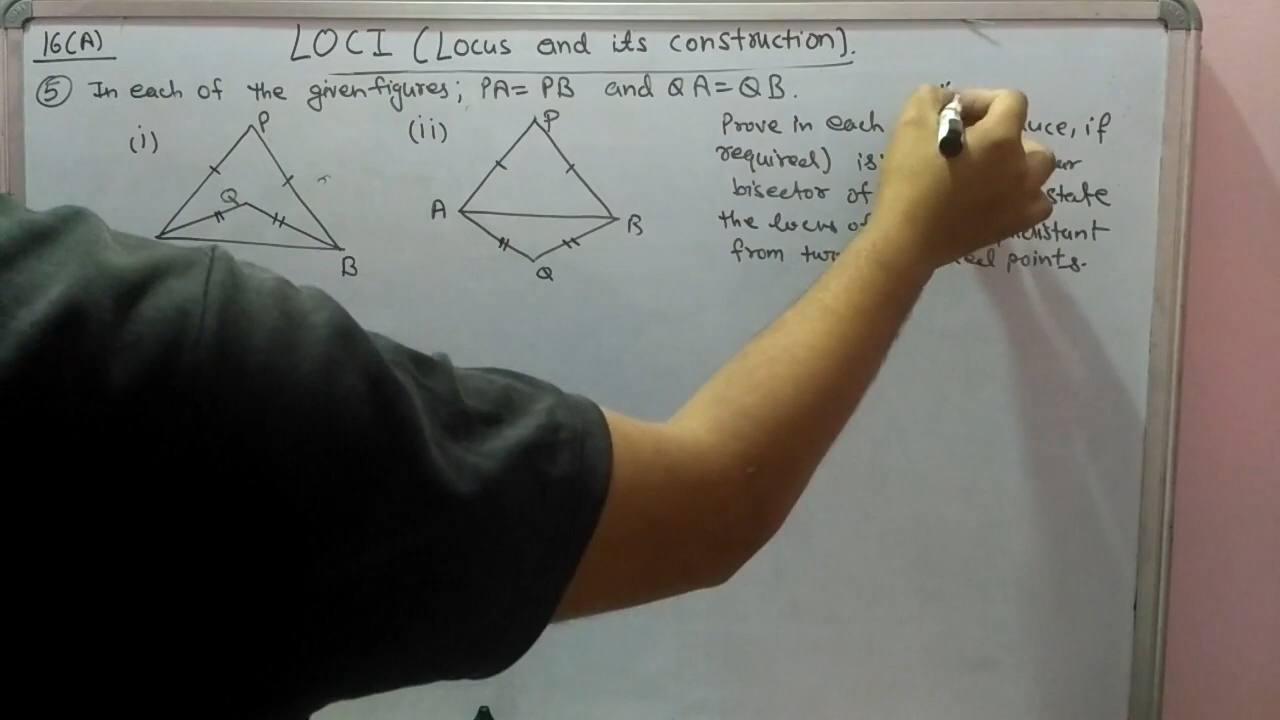 16(A)
LOCI (Locus and its construction).
⑤ In each of the given figures; PA = PB and QA = QB.
(i)
P
Q
B
(ii)
P
A
B
Q
Prove in each if
required) is
bisector of state
the locus of
from two points.